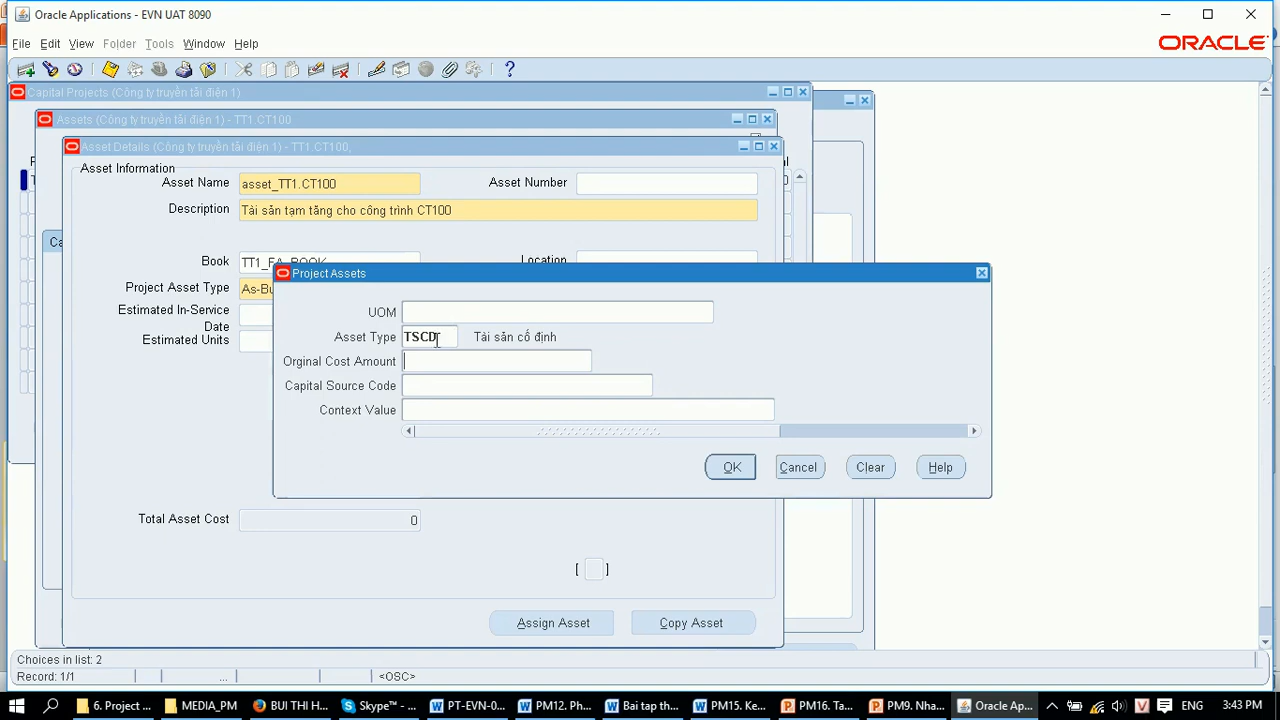 Oracle Applications - EVN UAT 8090
File Edit View Folder Tools Window Help
ORACLE
Capital Projects (Công ty truyền tải điện 1)
Assets (Công ty truyền tải điện 1) - TT1.CT100
Asset Details (Công ty truyền tải điện 1) - TT1.CT100,
Asset Information
Asset Name asset_TT1.CT100 Asset Number
Description Tài sản tạm tăng cho công trình CT100
Book TT1_FA_BOOK Location
Project Asset Type As-Bu
Estimated In-Service Date
Estimated Units
Project Assets
UOM
Asset Type TSCD Tài sản cố định
Orginal Cost Amount
Capital Source Code
Context Value
OK Cancel Clear Help
Total Asset Cost 0
[ ]
Assign Asset Copy Asset
Choices in list: 2
Record: 1/1 ... <OSC>
6. Project ... MEDIA_PM BUI THI H... Skype™ - ... PT-EVN-0... PM12. Ph... Bai tap th... PM15. Ke... PM16. Ta... PM9. Nha... Oracle Ap... ENG 3:43 PM